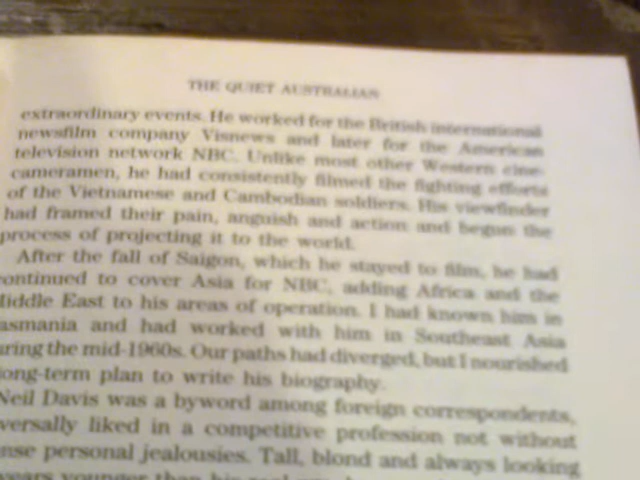 THE QUIET AUSTRALIAN
extraordinary events. He worked for the British international
newsfilm company Visnews and later for the American
television network NBC. Unlike most other Western cine-
cameramen, he had consistently filmed the fighting efforts
of the Vietnamese and Cambodian soldiers. His viewfinder
had framed their pain, anguish and action and begun the
process of projecting it to the world.
After the fall of Saigon, which he stayed to film, he had
ontinued to cover Asia for NBC, adding Africa and the
iddle East to his areas of operation. I had known him in
asmania and had worked with him in Southeast Asia
uring the mid-1960s. Our paths had diverged, but I nourished
ong-term plan to write his biography.
Neil Davis was a byword among foreign correspondents,
versally liked in a competitive profession not without
nse personal jealousies. Tall, blond and always looking
years younger than his